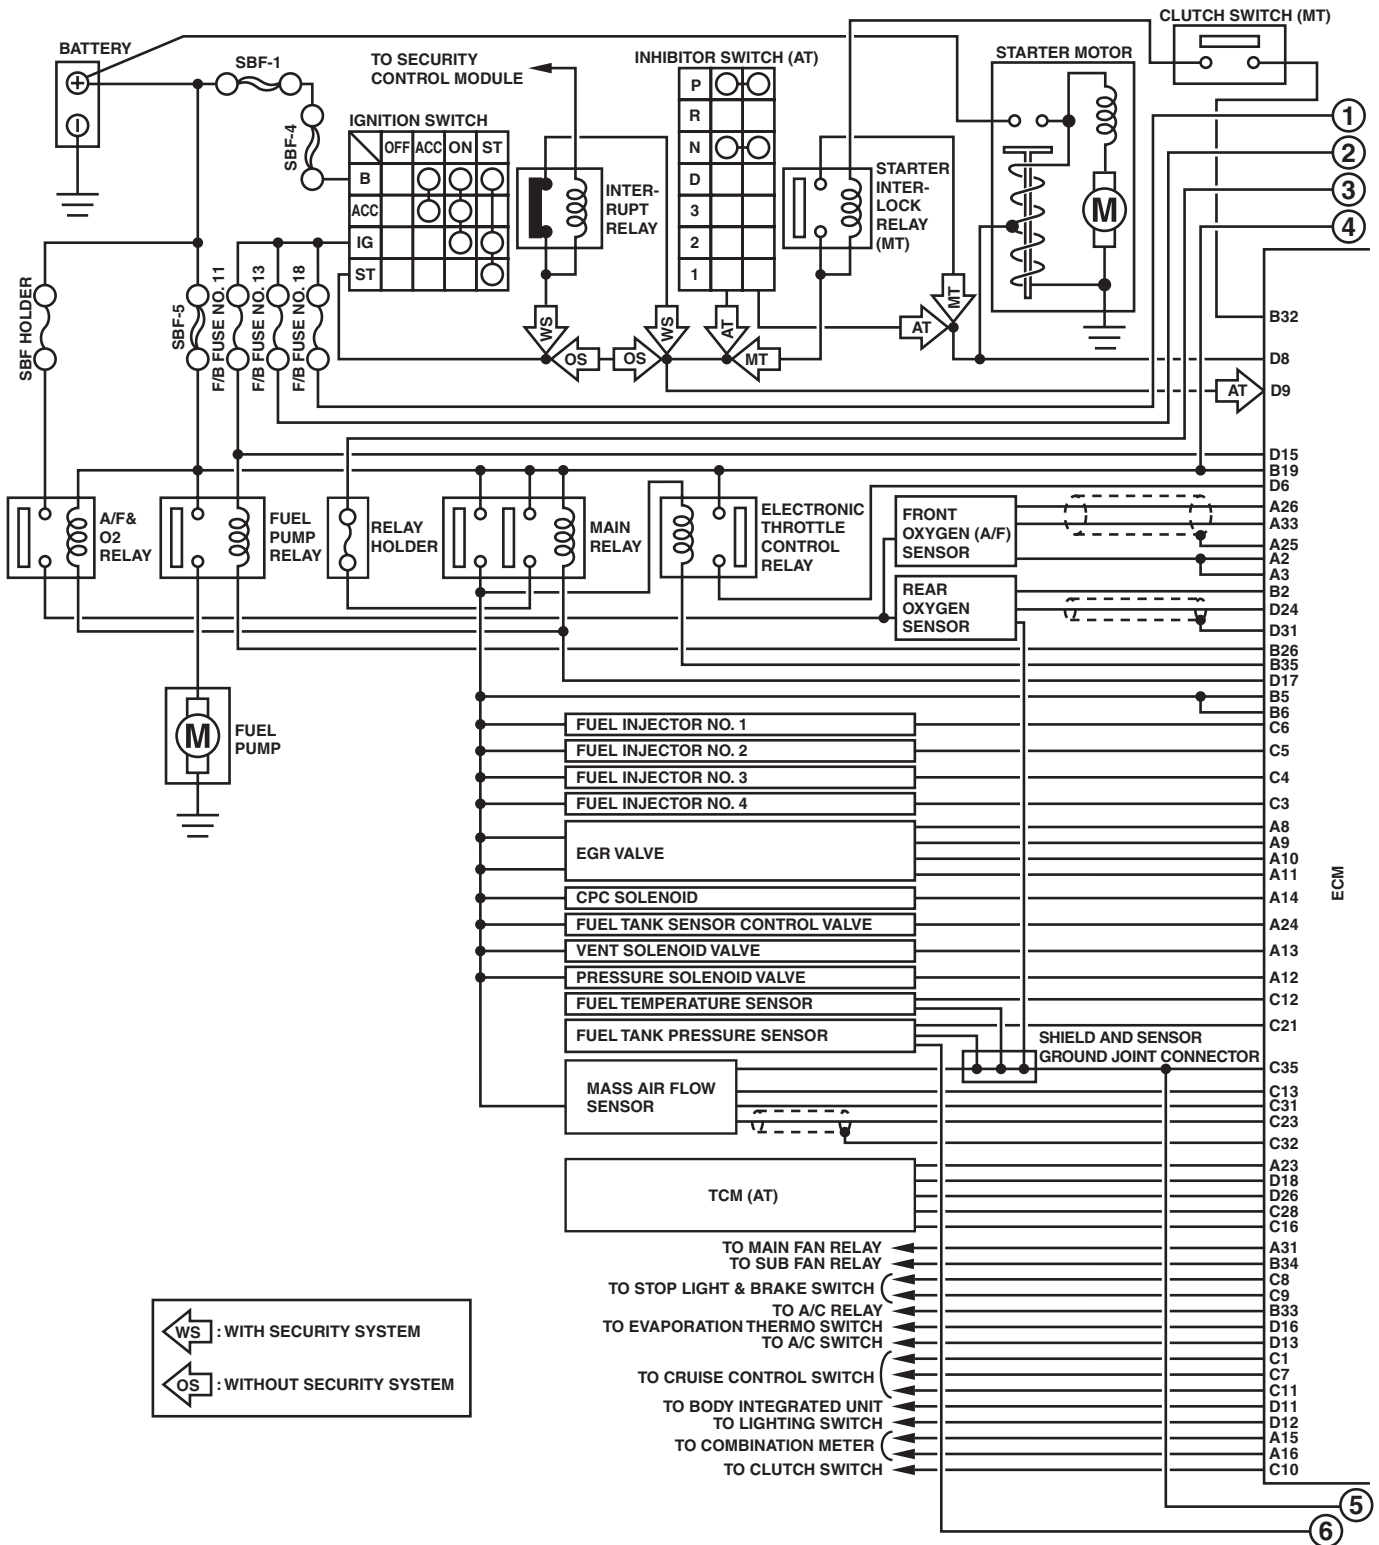 CLUTCH SWITCH (MT)
BATTERY
SBF-1
TO SECURITY
CONTROL MODULE
INHIBITOR SWITCH (AT)
STARTER MOTOR
P
R
N
D
3
2
1
IGNITION SWITCH
OFF ACC ON ST
B
ACC
IG
ST
SBF-4
INTER-
RUPT
RELAY
STARTER
INTER-
LOCK
RELAY
(MT)
M
1
2
3
4
SBF HOLDER
SBF-5
F/B FUSE NO. 11
F/B FUSE NO. 13
F/B FUSE NO. 18
WS
OS
OS
WS
AT
MT
AT
MT
AT
B32
D8
D9
D15
B19
D6
A26
A33
A25
A2
A3
B2
D24
D31
B26
B35
D17
B5
B6
C6
C5
C4
C3
A8
A9
A10
A11
A14
A24
A13
A12
C12
C21
C35
C13
C31
C23
C32
A23
D18
D26
C28
C16
A31
B34
C8
C9
B33
D16
D13
C1
C7
C11
D11
D12
A15
A16
C10
ECM
A/F&
O2
RELAY
FUEL
PUMP
RELAY
RELAY
HOLDER
MAIN
RELAY
ELECTRONIC
THROTTLE
CONTROL
RELAY
FRONT
OXYGEN (A/F)
SENSOR
REAR
OXYGEN
SENSOR
M
FUEL
PUMP
FUEL INJECTOR NO. 1
FUEL INJECTOR NO. 2
FUEL INJECTOR NO. 3
FUEL INJECTOR NO. 4
EGR VALVE
CPC SOLENOID
FUEL TANK SENSOR CONTROL VALVE
VENT SOLENOID VALVE
PRESSURE SOLENOID VALVE
FUEL TEMPERATURE SENSOR
FUEL TANK PRESSURE SENSOR
SHIELD AND SENSOR
GROUND JOINT CONNECTOR
MASS AIR FLOW
SENSOR
TCM (AT)
TO MAIN FAN RELAY
TO SUB FAN RELAY
TO STOP LIGHT & BRAKE SWITCH
TO A/C RELAY
TO EVAPORATION THERMO SWITCH
TO A/C SWITCH
TO CRUISE CONTROL SWITCH
TO BODY INTEGRATED UNIT
TO LIGHTING SWITCH
TO COMBINATION METER
TO CLUTCH SWITCH
WS : WITH SECURITY SYSTEM
OS : WITHOUT SECURITY SYSTEM
5
6